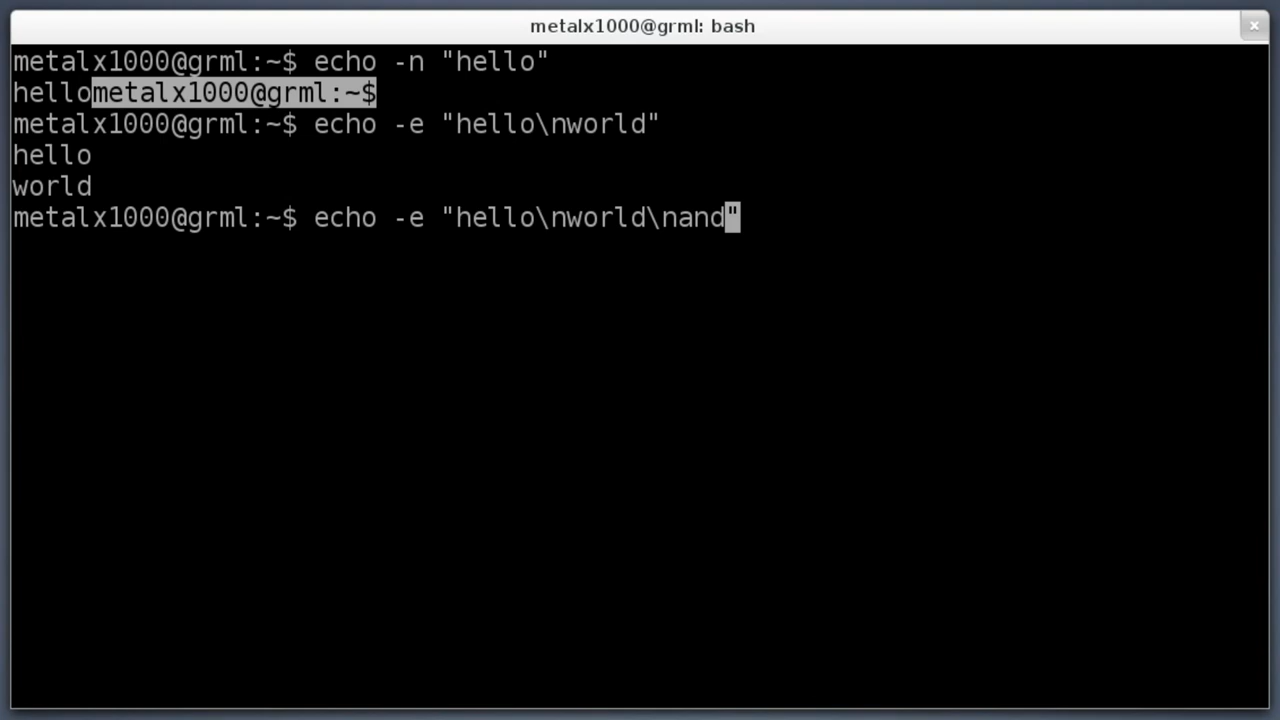 metalx1000@grml: bash
metalx1000@grml:~$ echo -n "hello"
hellometalx1000@grml:~$
metalx1000@grml:~$ echo -e "hello\nworld"
hello
world
metalx1000@grml:~$ echo -e "hello\nworld\nand"